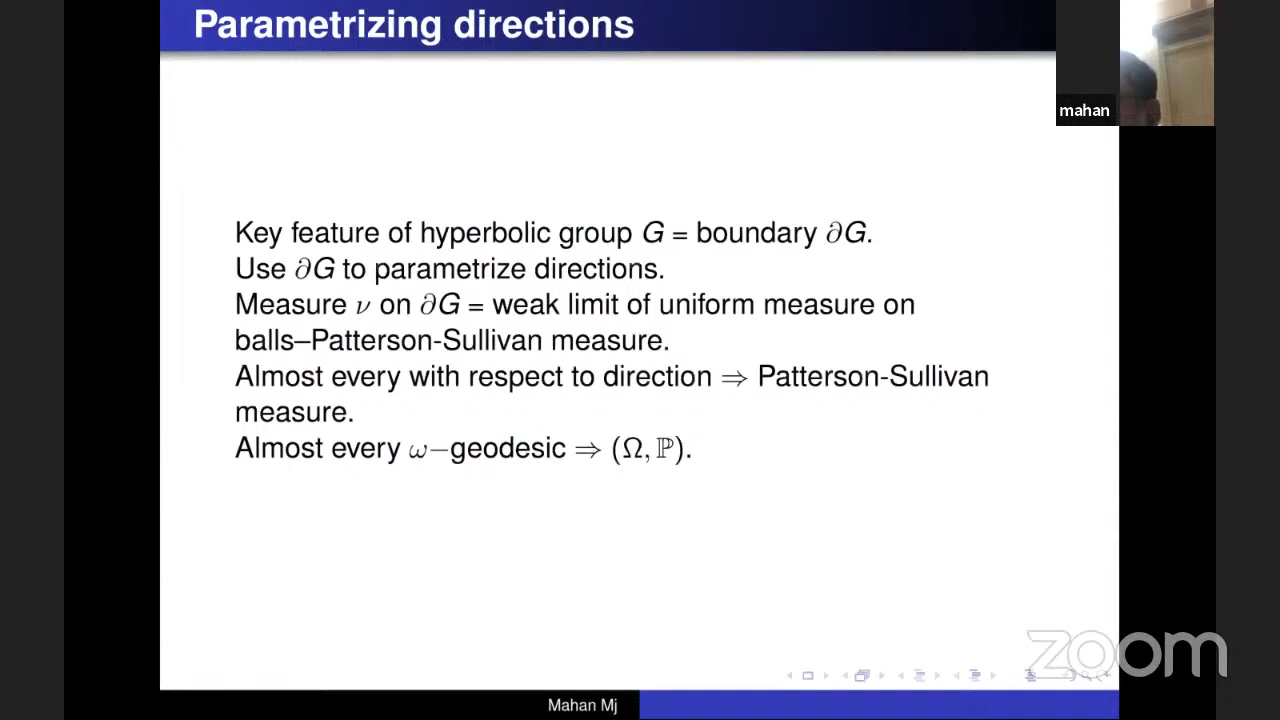 Parametrizing directions
mahan
Key feature of hyperbolic group G = boundary ∂G.
Use ∂G to parametrize directions.
Measure ν on ∂G = weak limit of uniform measure on
balls–Patterson-Sullivan measure.
Almost every with respect to direction ⇒ Patterson-Sullivan
measure.
Almost every ω−geodesic ⇒ (Ω, ℙ).
zoom
Mahan Mj